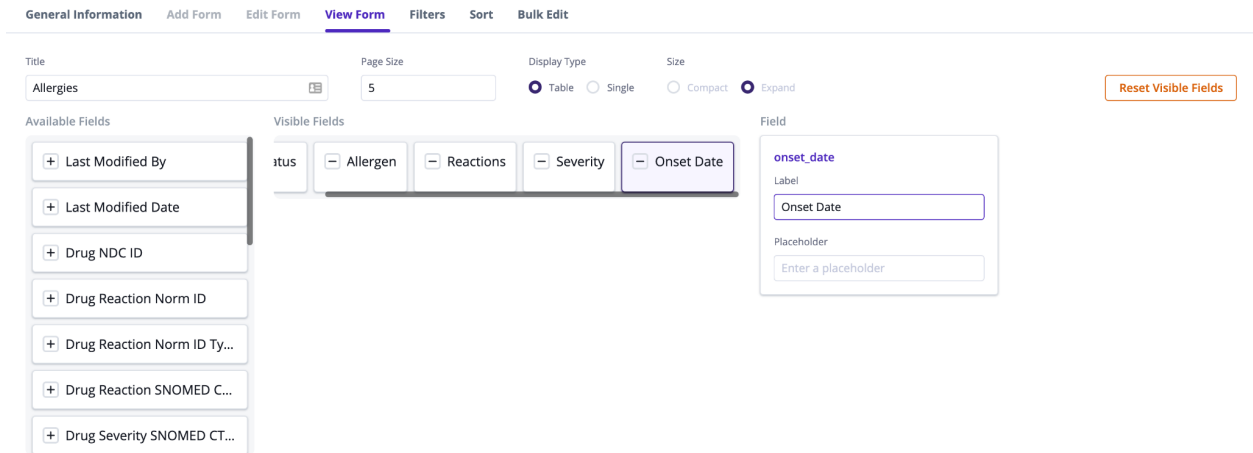 General Information Add Form Edit Form View Form Filters Sort Bulk Edit
Title Page Size Display Type Size
Allergies 5 Table Single Compact Expand Reset Visible Fields
Available Fields Visible Fields Field
+ Last Modified By
atus − Allergen − Reactions − Severity − Onset Date
onset_date
Label
+ Last Modified Date
Onset Date
Placeholder
+ Drug NDC ID
Enter a placeholder
+ Drug Reaction Norm ID
+ Drug Reaction Norm ID Ty...
+ Drug Reaction SNOMED C...
+ Drug Severity SNOMED CT...